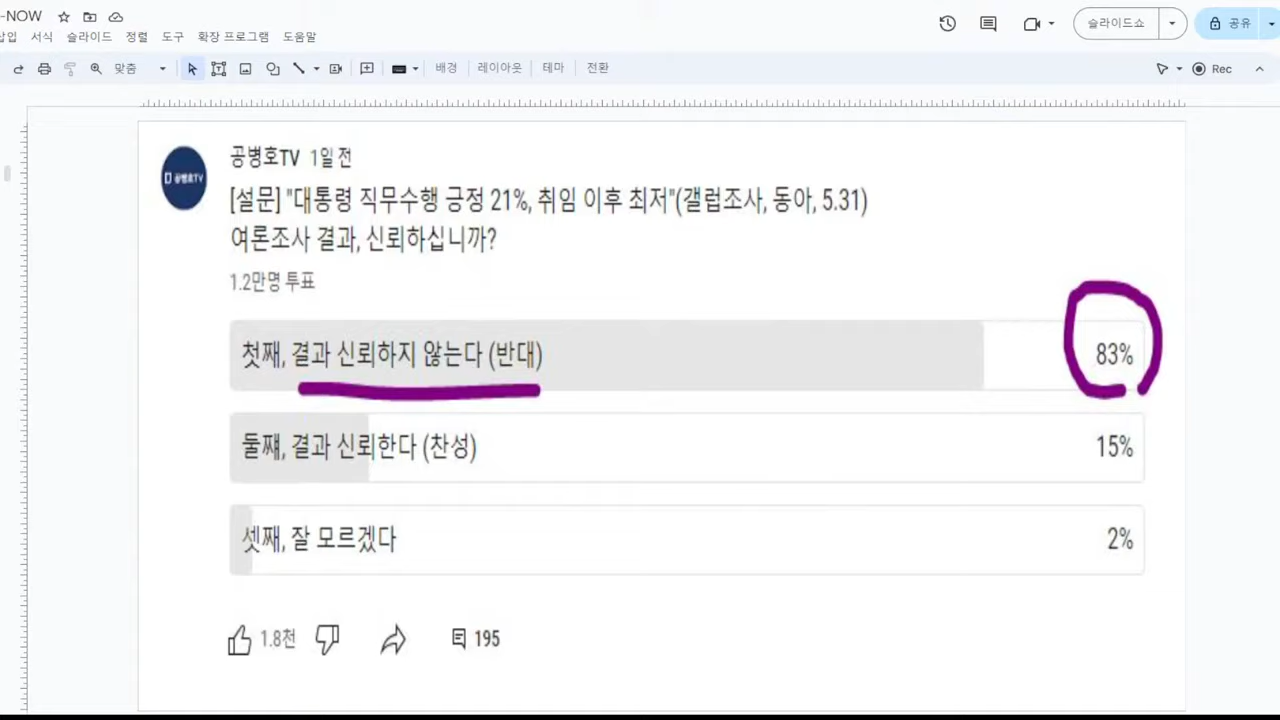 -NOW
슬라이드쇼
공유
삽입 서식 슬라이드 정렬 도구 확장 프로그램 도움말
맞춤 배경 레이아웃 테마 전환 Rec
공병호TV
공병호TV 1일 전
[설문] "대통령 직무수행 긍정 21%, 취임 이후 최저"(갤럽조사, 동아, 5.31)
여론조사 결과, 신뢰하십니까?
1.2만명 투표
첫째, 결과 신뢰하지 않는다 (반대) 83%
둘째, 결과 신뢰한다 (찬성) 15%
셋째, 잘 모르겠다 2%
1.8천 195